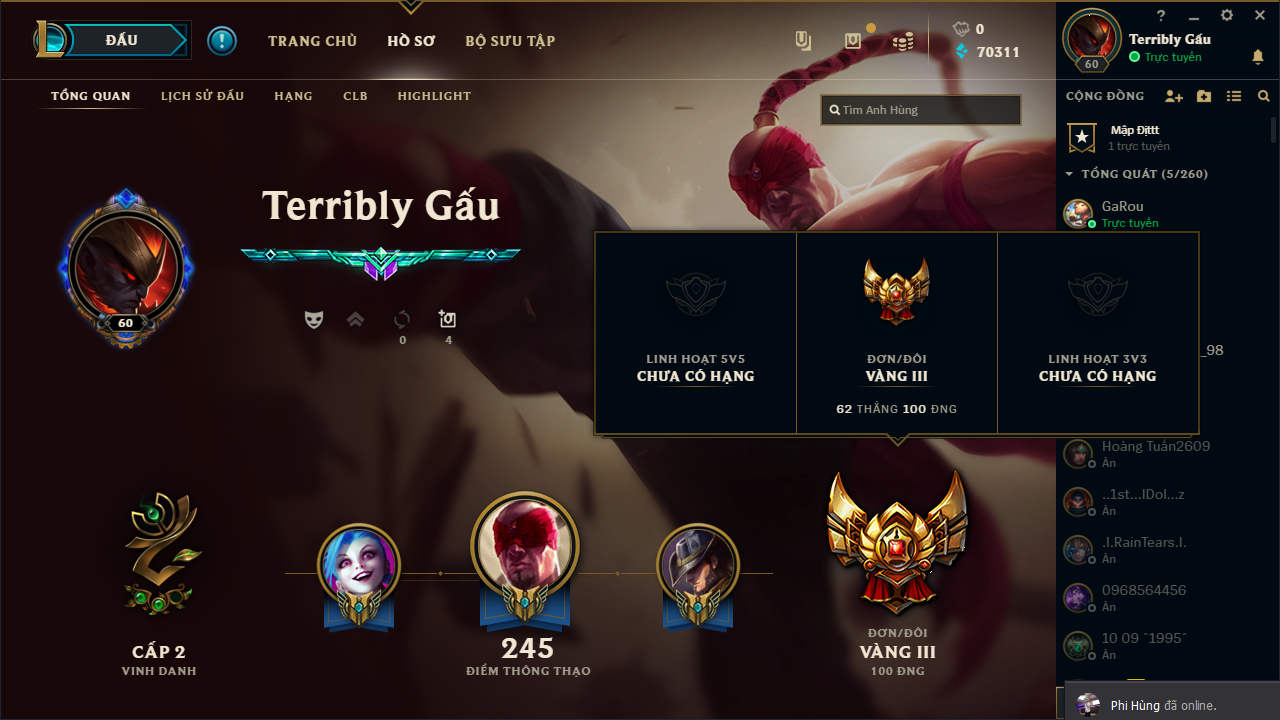 ĐẤU
TRANG CHỦ
HỒ SƠ
BỘ SƯU TẬP
0
70311
?
Terribly Gấu
Trực tuyến
60
TỔNG QUAN
LỊCH SỬ ĐẤU
HẠNG
CLB
HIGHLIGHT
Tìm Anh Hùng
CỘNG ĐỒNG
Mập Địttt
1 trực tuyến
TỔNG QUÁT (5/260)
GaRou
Trực tuyến
Terribly Gấu
60
0
4
LINH HOẠT 5V5
CHƯA CÓ HẠNG
ĐƠN/ĐÔI
VÀNG III
62 THẮNG 100 ĐNG
LINH HOẠT 3V3
CHƯA CÓ HẠNG
_98
Hoàng Tuấn2609
Ẩn
..1st...IDol...z
Ẩn
.I.RainTears.I.
Ẩn
0968564456
Ẩn
10 09 ˆ1995ˆ
Ẩn
CẤP 2
VINH DANH
245
ĐIỂM THÔNG THẠO
ĐƠN/ĐÔI
VÀNG III
100 ĐNG
Phi Hùng đã online.